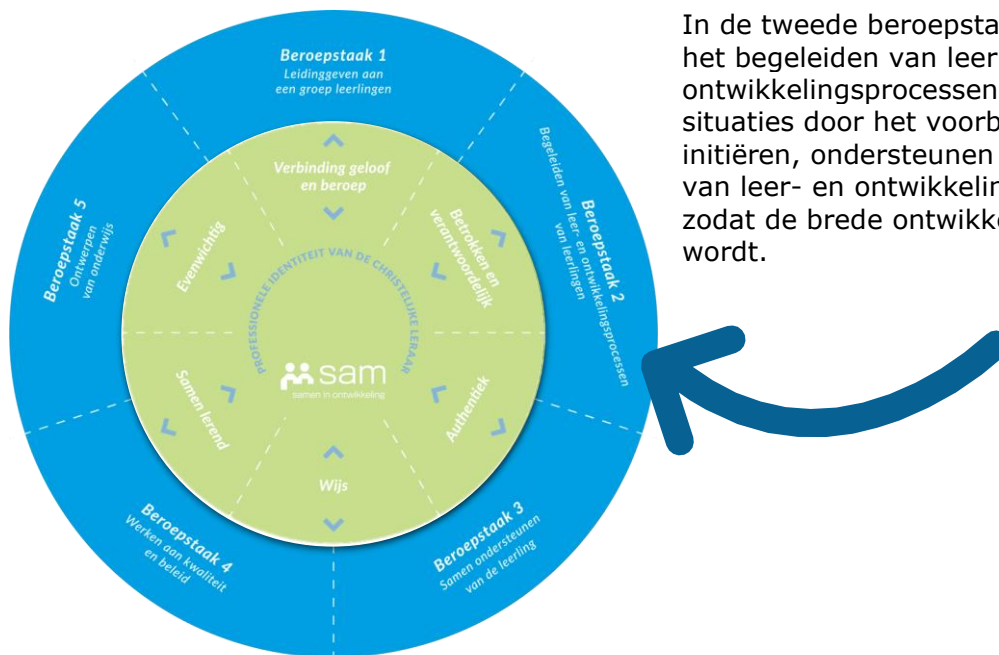 Beroepstaak 1
Leidinggeven aan
een groep leerlingen
Beroepstaak 2
Begeleiden van leer- en ontwikkelingsprocessen
van leerlingen
Beroepstaak 3
Samen ondersteunen
van de leerling
Beroepstaak 4
Werken aan kwaliteit
en beleid
Beroepstaak 5
Ontwerpen
van onderwijs
Verbinding geloof
en beroep
Betrokken en
verantwoordelijk
Authentiek
Wijs
Samen lerend
Evenwichtig
PROFESSIONELE IDENTITEIT VAN DE CHRISTELIJKE LERAAR
sam
samen in ontwikkeling
In de tweede beroepsta
het begeleiden van leer
ontwikkelingsprocessen
situaties door het voorb
initiëren, ondersteunen
van leer- en ontwikkelin
zodat de brede ontwikke
wordt.